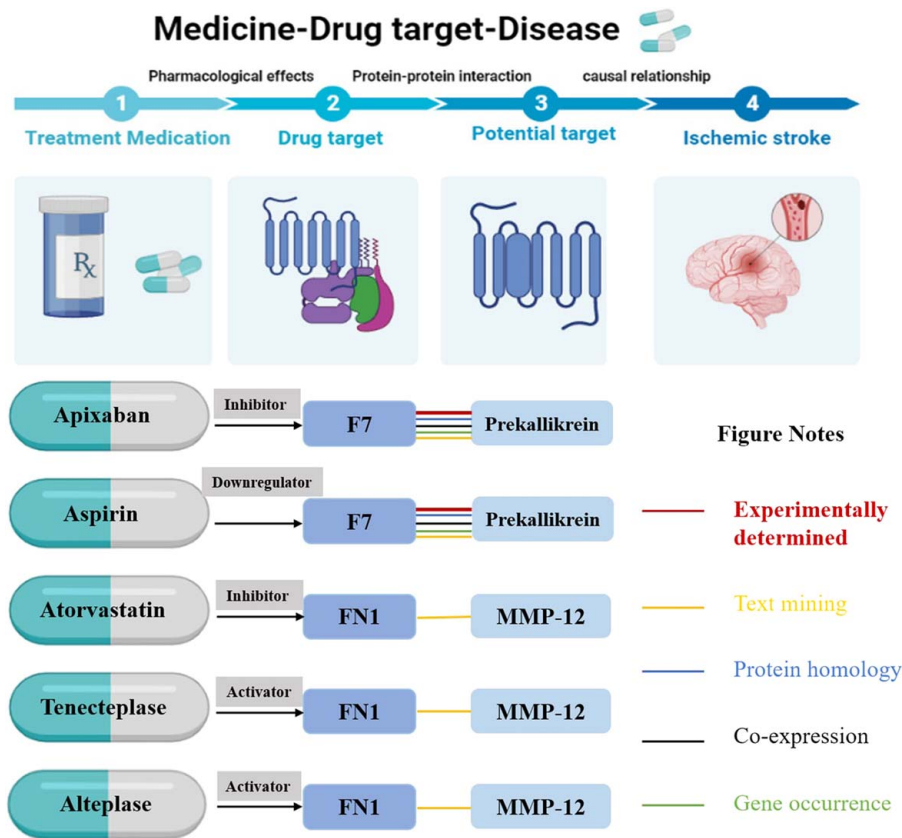 Medicine-Drug target-Disease
Pharmacological effects
Protein-protein interaction
causal relationship
1
2
3
4
Treatment Medication
Drug target
Potential target
Ischemic stroke
Rx
Apixaban
Inhibitor
F7
Prekallikrein
Figure Notes
Aspirin
Downregulator
F7
Prekallikrein
Experimentally
determined
Atorvastatin
Inhibitor
FN1
MMP-12
Text mining
Protein homology
Tenecteplase
Activator
FN1
MMP-12
Co-expression
Alteplase
Activator
FN1
MMP-12
Gene occurrence